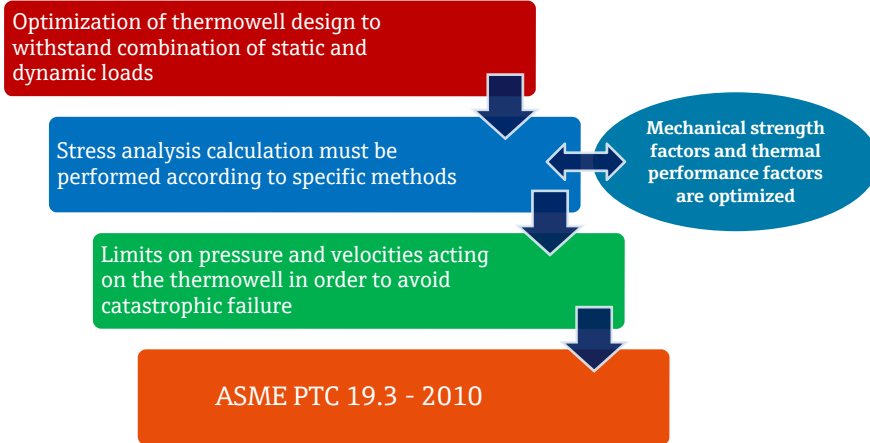 Optimization of thermowell design to
withstand combination of static and
dynamic loads
Stress analysis calculation must be
performed according to specific methods
Mechanical strength
factors and thermal
performance factors
are optimized
Limits on pressure and velocities acting
on the thermowell in order to avoid
catastrophic failure
ASME PTC 19.3 - 2010